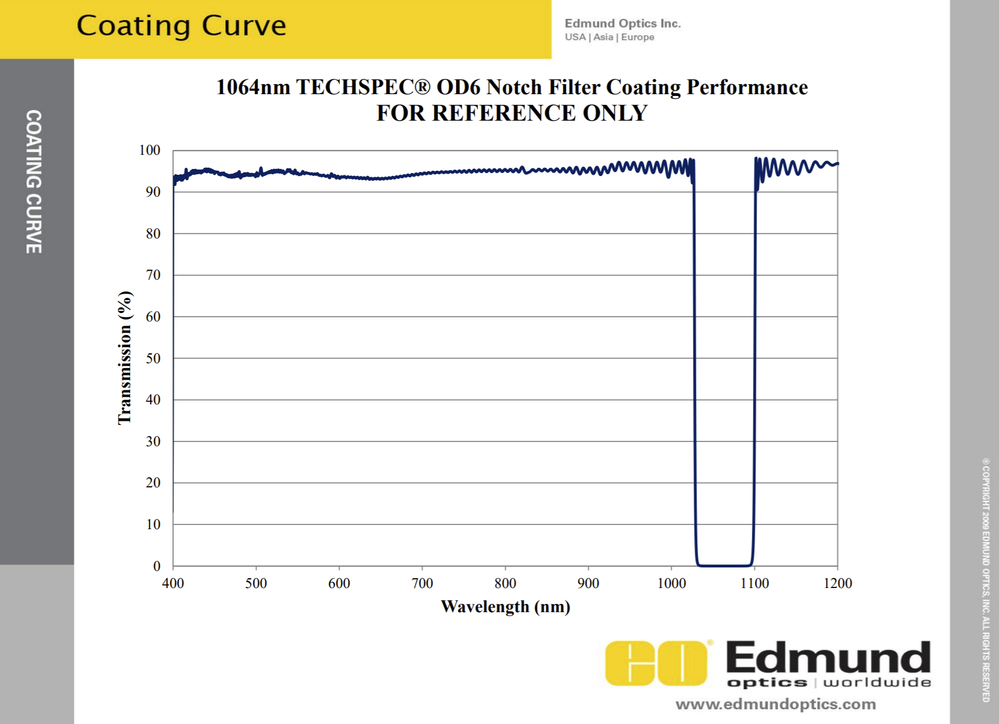 Coating Curve
Edmund Optics Inc.
USA | Asia | Europe
COATING CURVE
1064nm TECHSPEC® OD6 Notch Filter Coating Performance
FOR REFERENCE ONLY
100
90
80
70
60
50
40
30
20
10
0
Transmission (%)
400 500 600 700 800 900 1000 1100 1200
Wavelength (nm)
® COPYRIGHT 2009 EDMUND OPTICS, INC. ALL RIGHTS RESERVED
EO® Edmund
optics | worldwide
www.edmundoptics.com